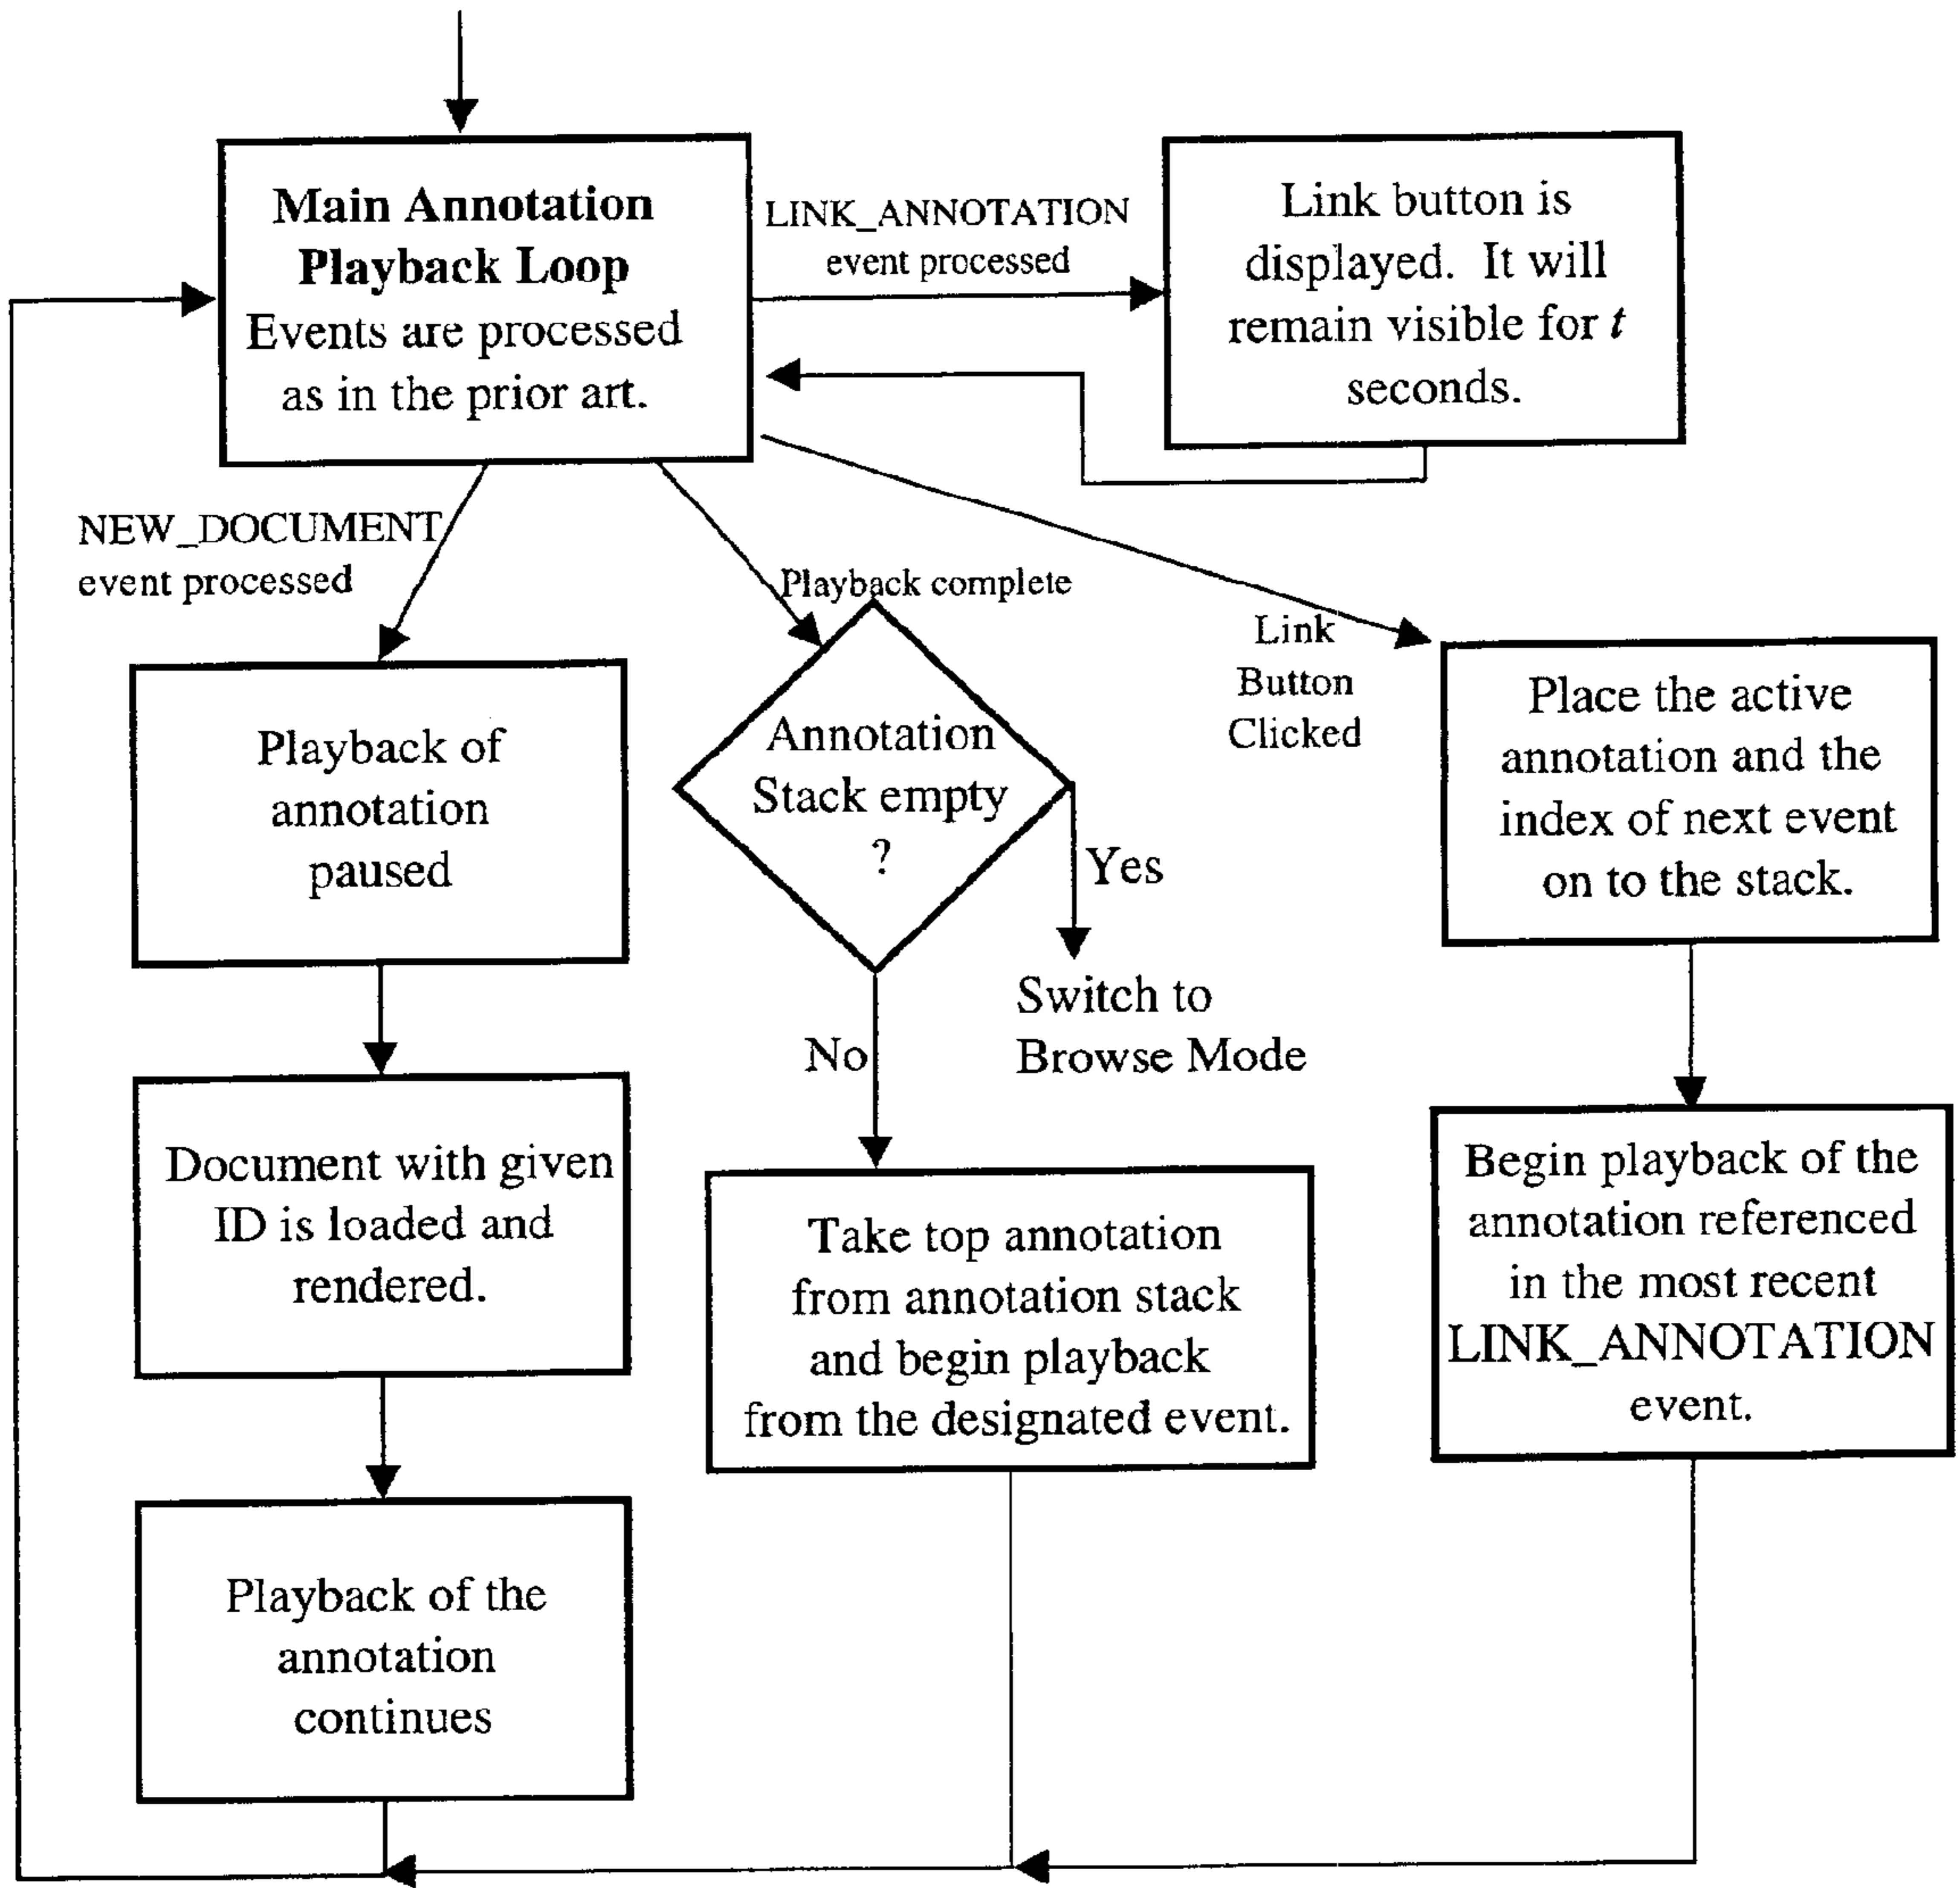 Main Annotation
Playback Loop
Events are processed
as in the prior art.
LINK_ANNOTATION
event processed
Link button is
displayed. It will
remain visible for t
seconds.
NEW_DOCUMENT
event processed
Playback complete
Link
Button
Clicked
Playback of
annotation
paused
Annotation
Stack empty
?
Yes
Switch to
Browse Mode
No
Place the active
annotation and the
index of next event
on to the stack.
Document with given
ID is loaded and
rendered.
Take top annotation
from annotation stack
and begin playback
from the designated event.
Begin playback of the
annotation referenced
in the most recent
LINK_ANNOTATION
event.
Playback of the
annotation
continues